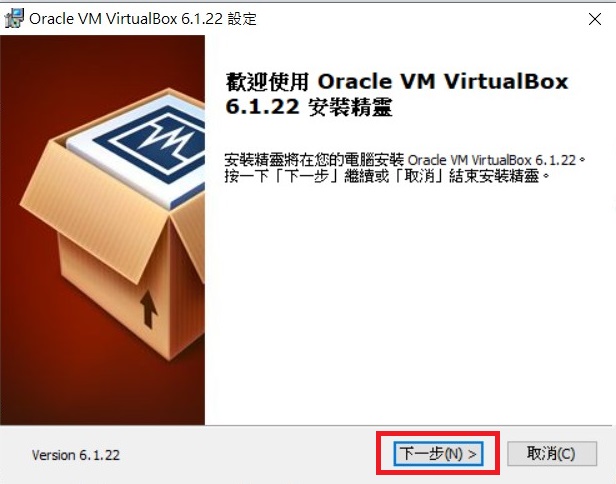 Oracle VM VirtualBox 6.1.22 設定
歡迎使用 Oracle VM VirtualBox
6.1.22 安裝精靈
安裝精靈將在您的電腦安裝 Oracle VM VirtualBox 6.1.22。
按一下「下一步」繼續或「取消」結束安裝精靈。
Version 6.1.22
下一步(N) >
取消(C)